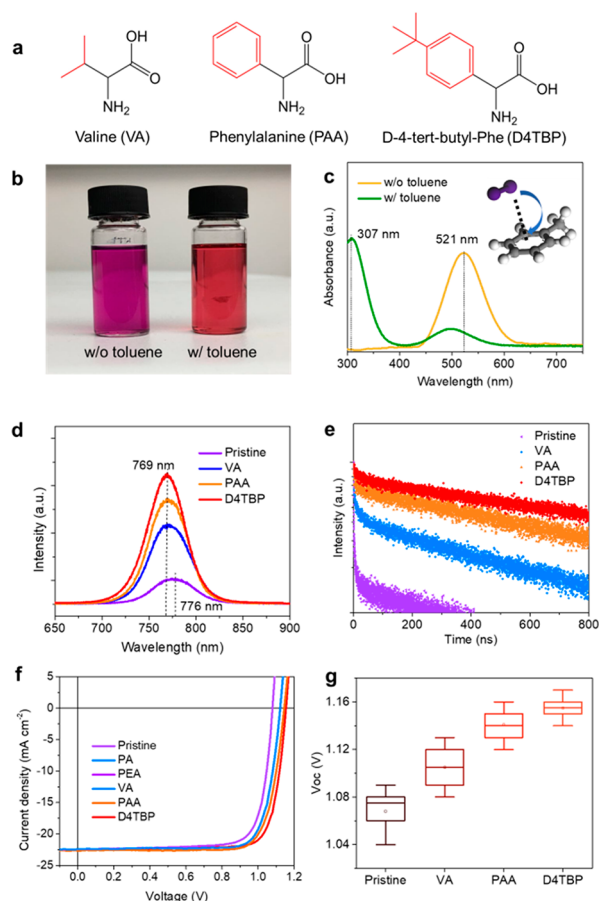 a
OH
O
NH2
Valine (VA)
O
OH
NH2
Phenylalanine (PAA)
O
OH
NH2
D-4-tert-butyl-Phe (D4TBP)
b
w/o toluene
w/ toluene
c
w/o toluene
w/ toluene
307 nm
521 nm
Absorbance (a.u.)
300 400 500 600 700
Wavelength (nm)
d
Pristine
VA
PAA
D4TBP
769 nm
776 nm
Intensity (a.u.)
650 700 750 800 850 900
Wavelength (nm)
e
Pristine
VA
PAA
D4TBP
Intensity (a.u.)
0 200 400 600 800
Time (ns)
f
5
0
-5
-10
-15
-20
-25
Current density (mA cm-2)
Pristine
PA
PEA
VA
PAA
D4TBP
0.0 0.2 0.4 0.6 0.8 1.0 1.2
Voltage (V)
g
1.16
1.12
1.08
1.04
Voc (V)
Pristine VA PAA D4TBP